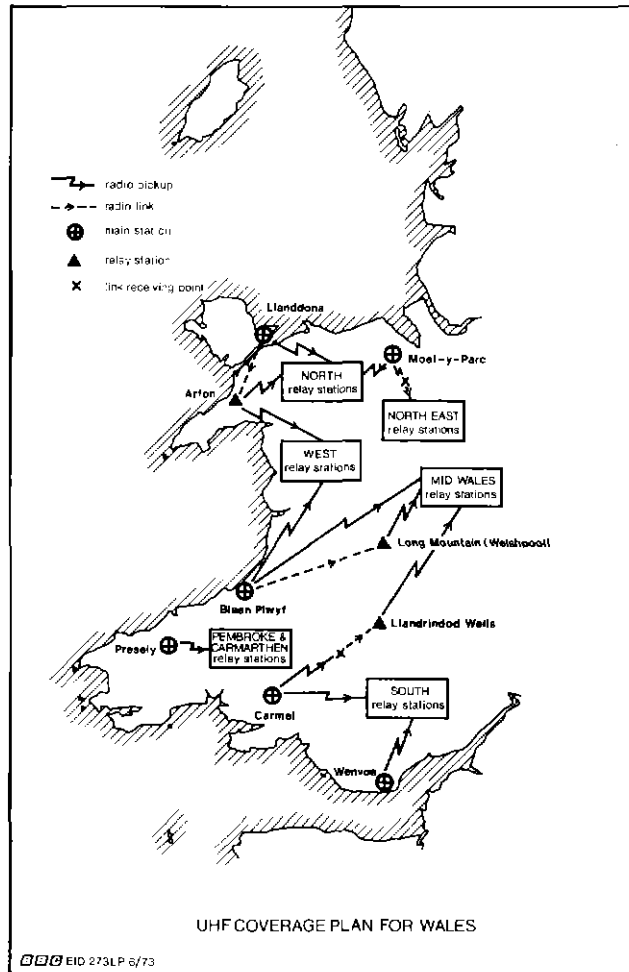 radio pickup
radio link
main station
relay station
link receiving point
Llanddona
Moel-y-Parc
Arfon
NORTH
relay stations
NORTH EAST
relay stations
WEST
relay stations
MID WALES
relay stations
Long Mountain (Welshpool)
Blaen Plwyf
Llandrindod Wells
Presely
PEMBROKE &
CARMARTHEN
relay stations
Carmel
SOUTH
relay stations
Wenvoe
UHF COVERAGE PLAN FOR WALES
BBC EID 273LP 6/73